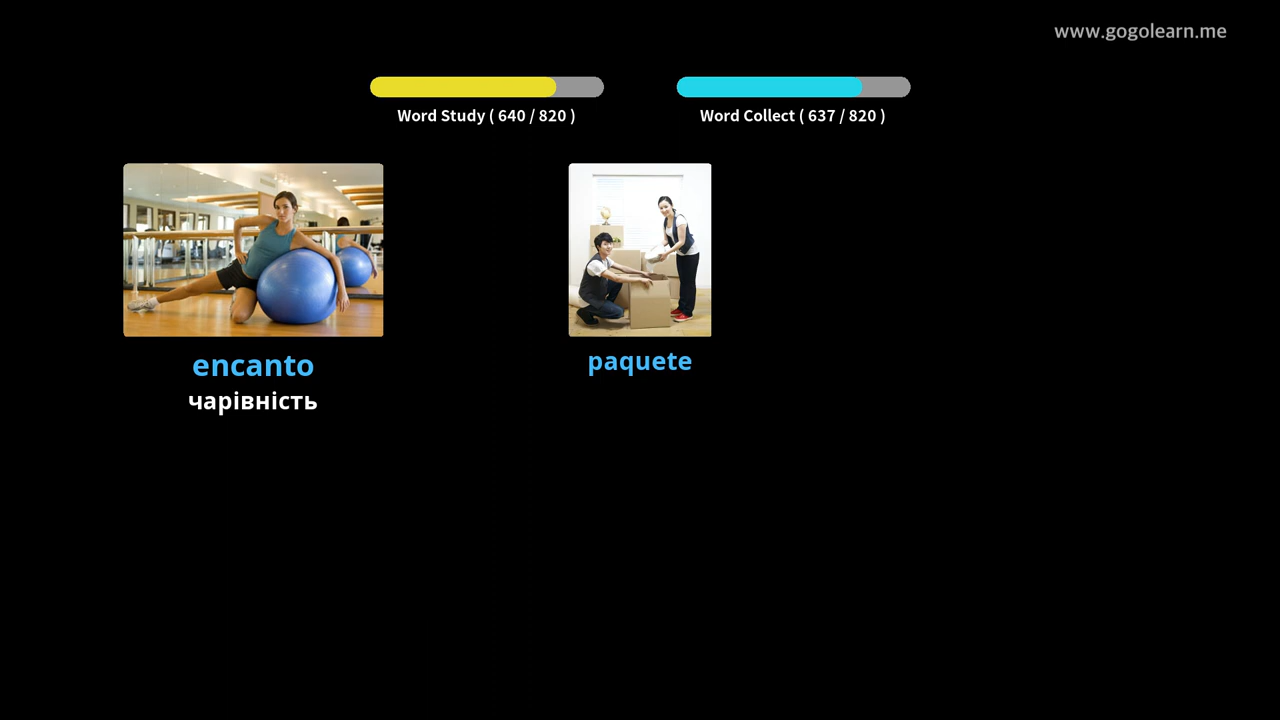 www.gogolearn.me
Word Study ( 640 / 820 )
Word Collect ( 637 / 820 )
encanto
чарівність
paquete